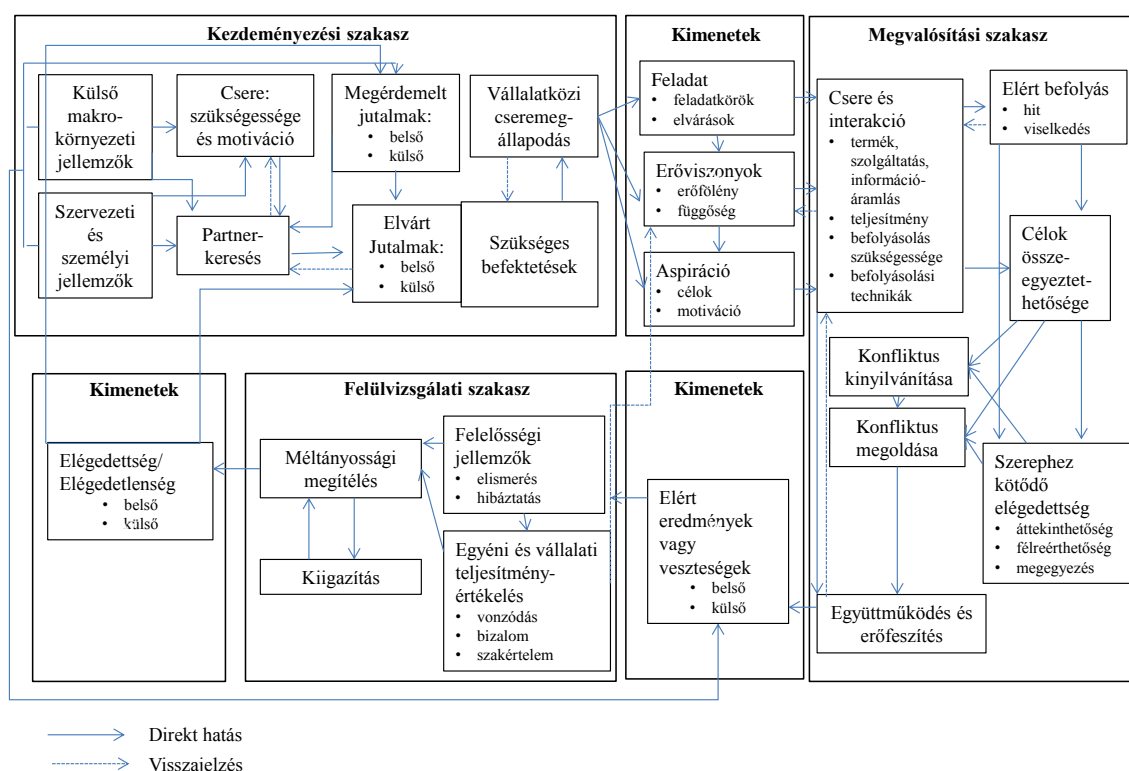 Kezdeményezési szakasz
Külső
makro-
környezeti
jellemzők
Csere:
szükségessége
és motiváció
Megérdemelt
jutalmak:
• belső
• külső
Vállalatközi
cseremeg-
állapodás
Szervezeti
és
személyi
jellemzők
Partner-
keresés
Elvárt
Jutalmak:
• belső
• külső
Szükséges
befektetések
Kimenetek
Feladat
• feladatkörök
• elvárások
Erőviszonyok
• erőfölény
• függőség
Aspiráció
• célok
• motiváció
Megvalósítási szakasz
Csere és
interakció
• termék,
szolgáltatás,
információ-
áramlás
• teljesítmény
• befolyásolás
szükségessége
• befolyásolási
technikák
Elért befolyás
• hit
• viselkedés
Célok
össze-
egyeztet-
hetősége
Konfliktus
kinyilvánítása
Konfliktus
megoldása
Szerephez
kötődő
elégedettség
• áttekinthetőség
• félreérthetőség
• megegyezés
Együttműködés és
erőfeszítés
Kimenetek
Elégedettség/
Elégedetlenség
• belső
• külső
Felülvizsgálati szakasz
Méltányossági
megítélés
Kiigazítás
Felelősségi
jellemzők
• elismerés
• hibáztatás
Egyéni és vállalati
teljesítmény-
értékelés
• vonzódás
• bizalom
• szakértelem
Kimenetek
Elért
eredmények
vagy
veszteségek
• belső
• külső
Direkt hatás
Visszajelzés